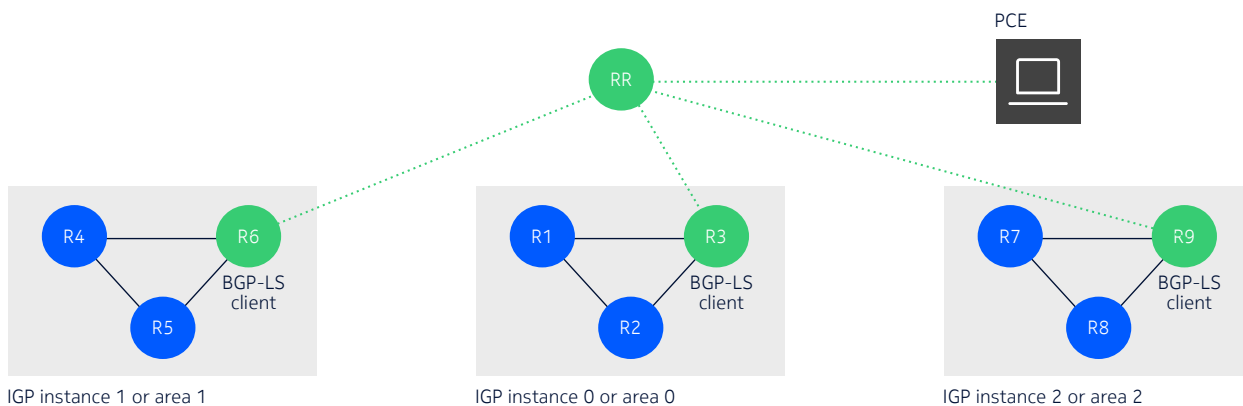 PCE
RR
R4
R6
BGP-LS
client
R5
IGP instance 1 or area 1
R1
R3
BGP-LS
client
R2
IGP instance 0 or area 0
R7
R9
BGP-LS
client
R8
IGP instance 2 or area 2